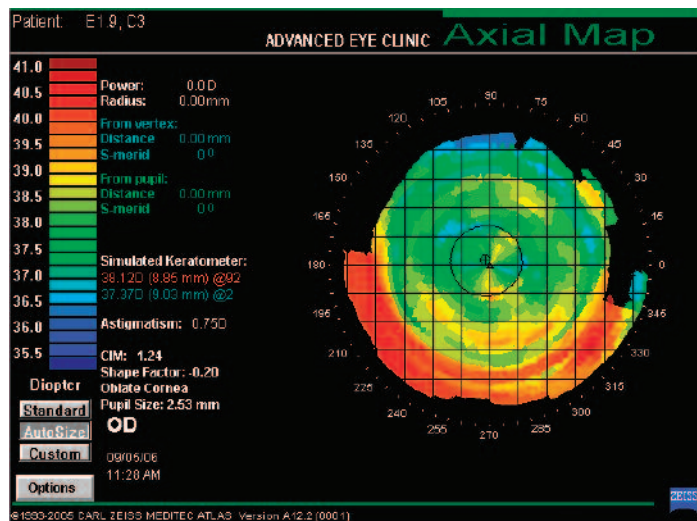 Patient: E1.9, C3
ADVANCED EYE CLINIC Axial Map
41.0
40.5
40.0
39.5
39.0
38.5
38.0
37.5
37.0
36.5
36.0
35.5
Diopter
Standard
AutoSize
Custom
Options
Power: 0.0 D
Radius: 0.00 mm
From vertex:
Distance 0.00 mm
S-merid 0°
From pupil:
Distance 0.00 mm
S-merid 0°
Simulated Keratometer:
38.12D (8.85 mm) @92
37.37D (9.03 mm) @2
Astigmatism: 0.75D
CIM: 1.24
Shape Factor: -0.20
Oblate Cornea
Pupil Size: 2.53 mm
OD
09/05/06
11:28 AM
90
75
60
45
30
15
0
345
330
315
300
285
270
255
240
225
210
195
180
165
150
135
120
105
ZEISS
©1993-2005 CARL ZEISS MEDITEC ATLAS Version A12.2 (0001)